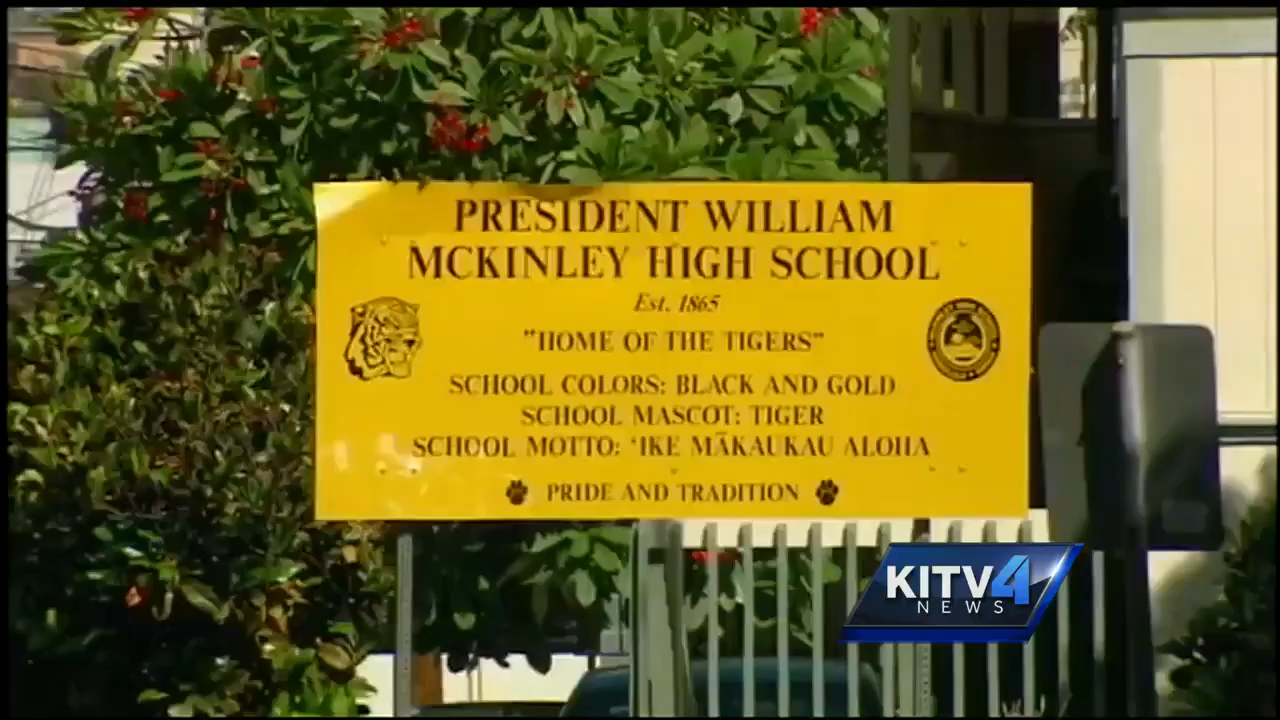 PRESIDENT WILLIAM
MCKINLEY HIGH SCHOOL
Est. 1865
"HOME OF THE TIGERS"
SCHOOL COLORS: BLACK AND GOLD
SCHOOL MASCOT: TIGER
SCHOOL MOTTO: 'IKE MĀKAUKAU ALOHA
PRIDE AND TRADITION
KITV4
NEWS